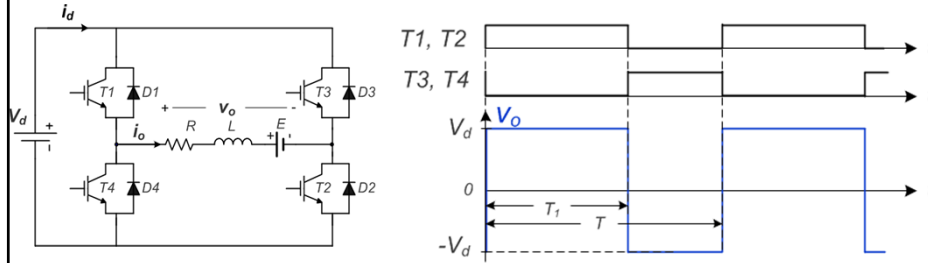 i_d
T1 D1
T3 D3
+ v_o -
V_d
+
-
i_o R L + E -
T4 D4
T2 D2
T1, T2
T3, T4
V_d
v_o
0
T_1
T
-V_d